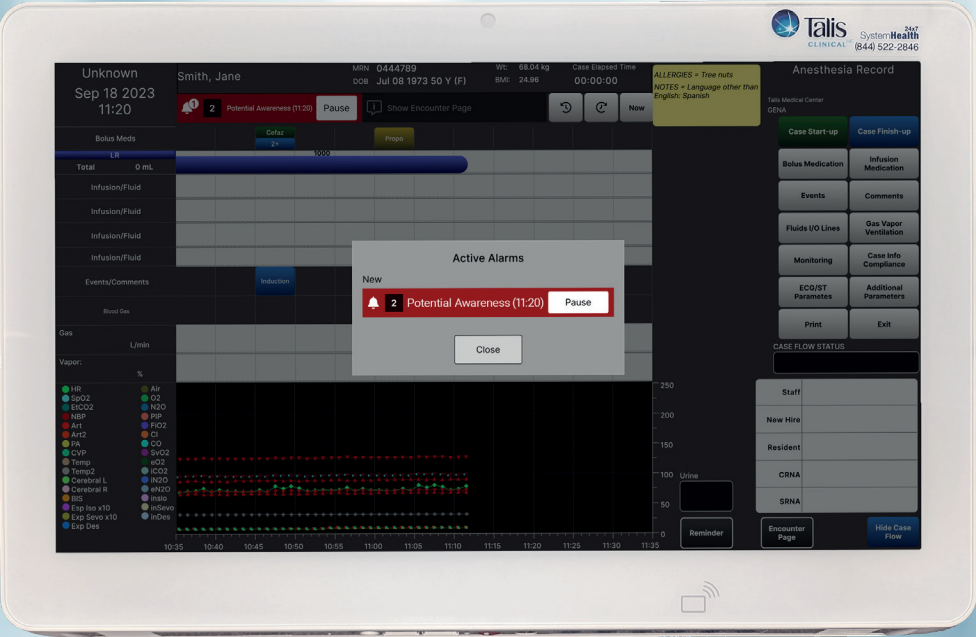 Talis
CLINICAL
24x7
SystemHealth
(844) 522-2846
Unknown
Sep 18 2023
11:20
Smith, Jane
MRN 0444789
DOB Jul 08 1973 50 Y (F)
Wt: 68.04 kg
BMI: 24.96
Case Elapsed Time
00:00:00
ALLERGIES = Tree nuts
NOTES = Language other than
English: Spanish
Anesthesia Record
Talis Medical Center
GENA
1
2 Potential Awareness (11:20) Pause
Show Encounter Page
Now
Case Start-up
Case Finish-up
Bolus Meds
Cefaz
2+
Propo
LR
1000
Total 0 mL
Infusion/Fluid
Infusion/Fluid
Infusion/Fluid
Infusion/Fluid
Events/Comments
Induction
Blood Gas
Gas
L/min
Vapor:
%
Bolus Medication
Infusion
Medication
Events
Comments
Fluids I/O Lines
Gas Vapor
Ventilation
Monitoring
Case Info
Compliance
ECG/ST
Parametes
Additional
Parameters
Print
Exit
CASE FLOW STATUS
Active Alarms
New
2 Potential Awareness (11:20) Pause
Close
HR
SpO2
EtCO2
NBP
Art
Art2
PA
CVP
Temp
Temp2
Cerebral L
Cerebral R
BIS
Esp Iso x10
Exp Sevo x10
Exp Des
Air
O2
N2O
PIP
FiO2
CI
CO
SvO2
eO2
iCO2
iN2O
eN2O
insIo
inSevo
inDes
250
200
150
100
50
0
10:35 10:40 10:45 10:50 10:55 11:00 11:05 11:10 11:15 11:20 11:25 11:30 11:35
Urine
Reminder
Staff
New Hire
Resident
CRNA
SRNA
Encounter
Page
Hide Case
Flow